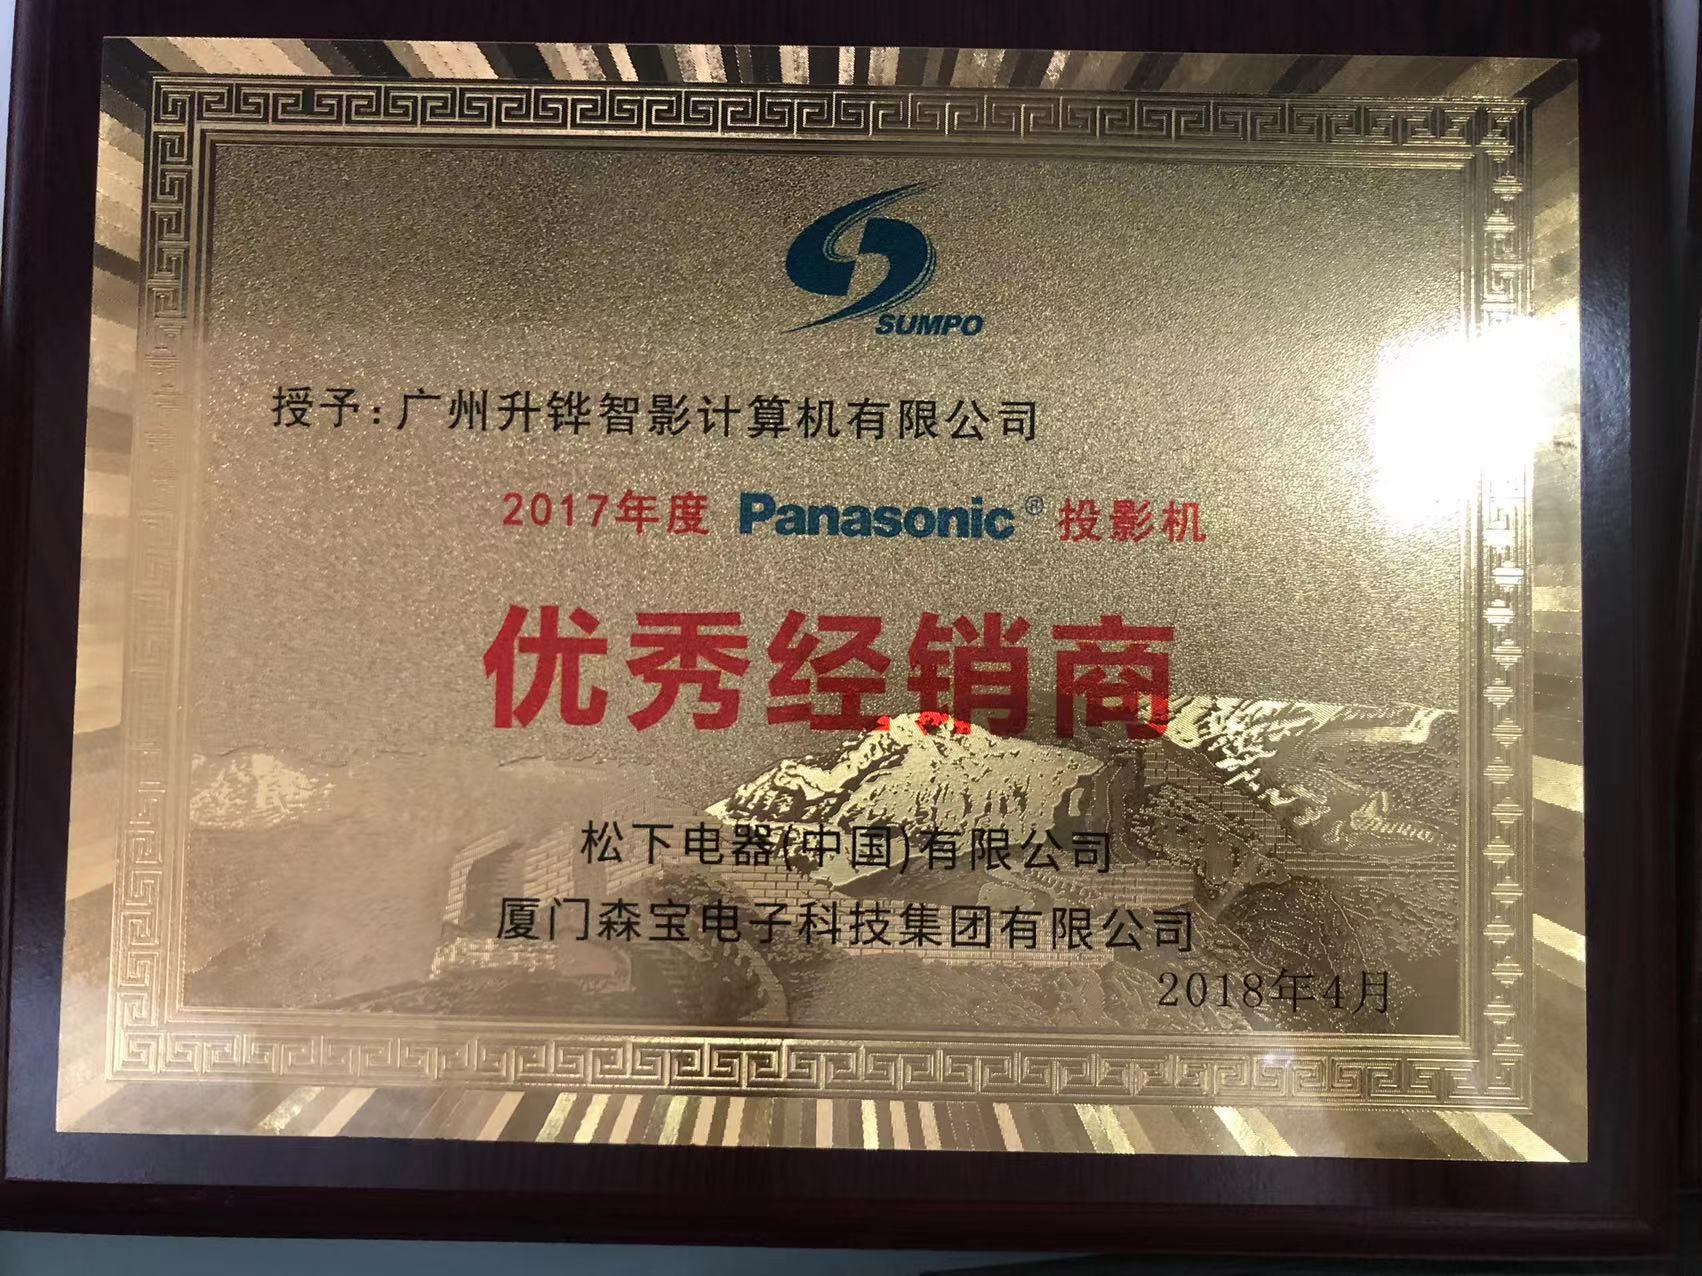 SUMPO
授予:广州升铧智影计算机有限公司
2017年度 Panasonic® 投影机
优秀经销商
松下电器(中国)有限公司
厦门森宝电子科技集团有限公司
2018年4月